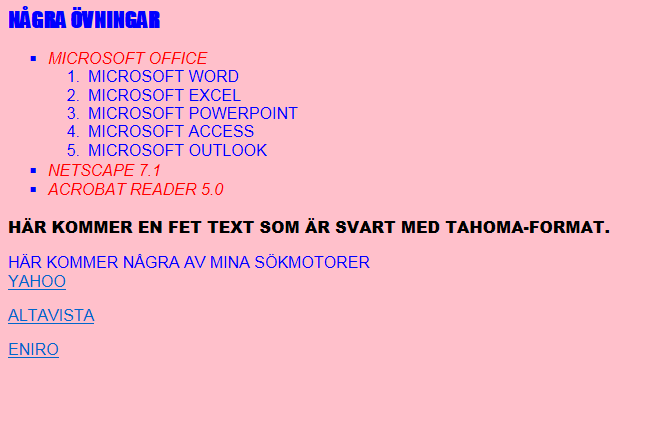 NÅGRA ÖVNINGAR
MICROSOFT OFFICE
1. MICROSOFT WORD
2. MICROSOFT EXCEL
3. MICROSOFT POWERPOINT
4. MICROSOFT ACCESS
5. MICROSOFT OUTLOOK
NETSCAPE 7.1
ACROBAT READER 5.0
HÄR KOMMER EN FET TEXT SOM ÄR SVART MED TAHOMA-FORMAT.
HÄR KOMMER NÅGRA AV MINA SÖKMOTORER
YAHOO
ALTAVISTA
ENIRO